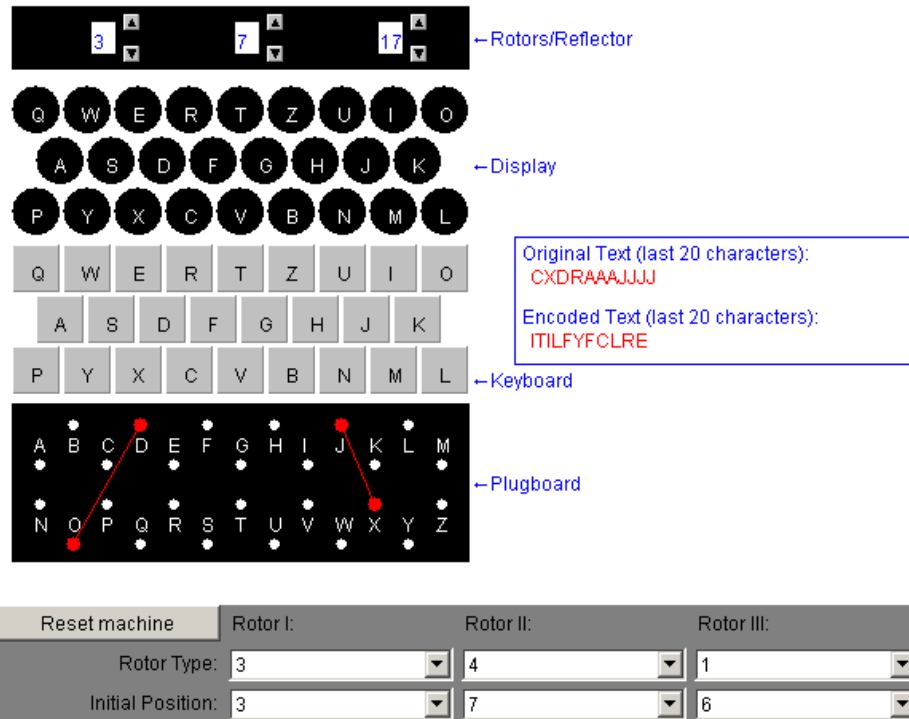 3 7 17 ←Rotors/Reflector
Q W E R T Z U I O
A S D F G H J K ←Display
P Y X C V B N M L
Original Text (last 20 characters):
CXDRAAAJJJJ
Encoded Text (last 20 characters):
ITILFYFCLRE
Q W E R T Z U I O
A S D F G H J K
P Y X C V B N M L ←Keyboard
A B C D E F G H I J K L M
←Plugboard
N O P Q R S T U V W X Y Z
Reset machine Rotor I: Rotor II: Rotor III:
Rotor Type: 3 4 1
Initial Position: 3 7 6